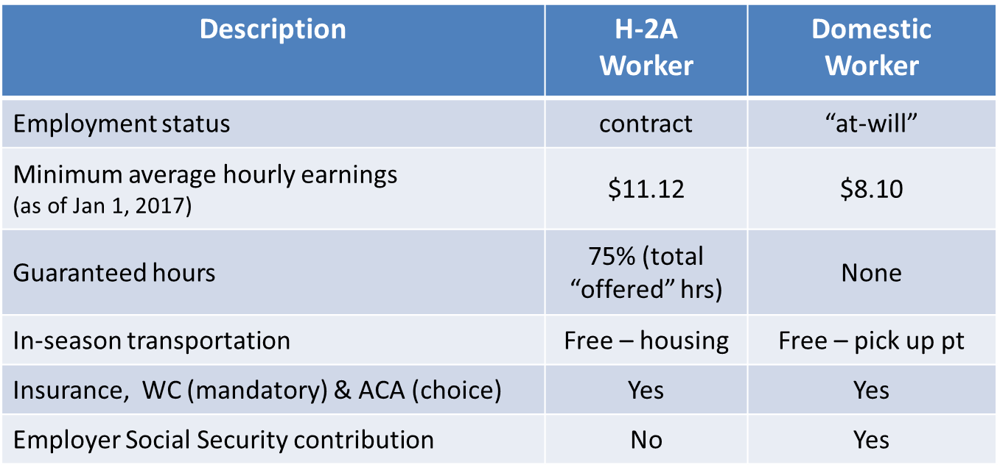 Description
H-2A
Worker
Domestic
Worker
Employment status
contract
“at-will”
Minimum average hourly earnings
(as of Jan 1, 2017)
$11.12
$8.10
Guaranteed hours
75% (total
“offered” hrs)
None
In-season transportation
Free – housing
Free – pick up pt
Insurance,  WC (mandatory) & ACA (choice)
Yes
Yes
Employer Social Security contribution
No
Yes